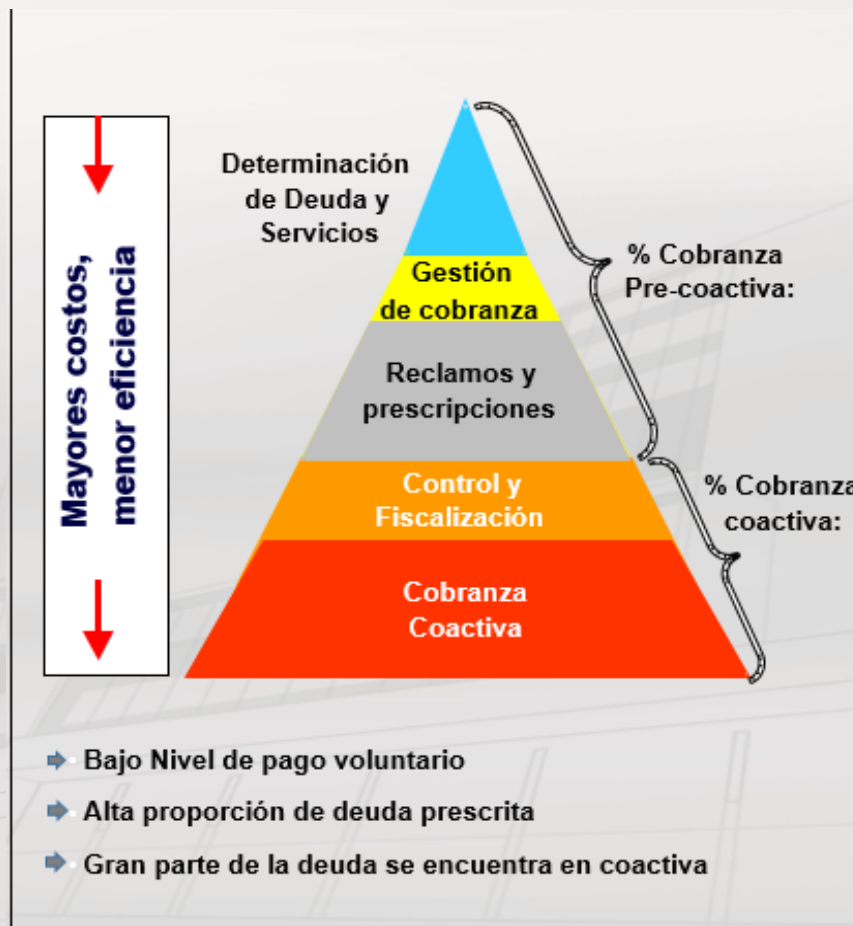 Mayores costos,
menor eficiencia
Determinación
de Deuda y
Servicios
Gestión
de cobranza
Reclamos y
prescripciones
Control y
Fiscalización
Cobranza
Coactiva
% Cobranza
Pre-coactiva:
% Cobranza
coactiva:
Bajo Nivel de pago voluntario
Alta proporción de deuda prescrita
Gran parte de la deuda se encuentra en coactiva